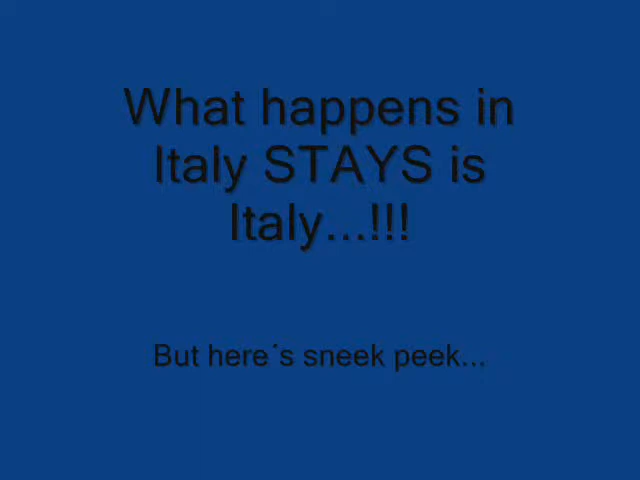 What happens in
Italy STAYS is
Italy...!!!
But here´s sneek peek...